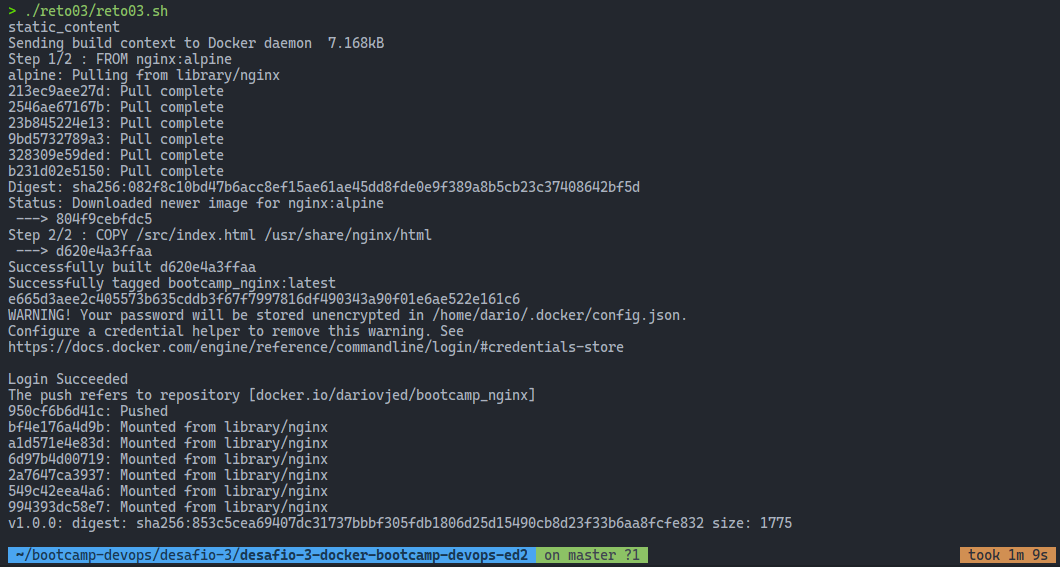 > ./reto03/reto03.sh
static_content
Sending build context to Docker daemon  7.168kB
Step 1/2 : FROM nginx:alpine
alpine: Pulling from library/nginx
213ec9aee27d: Pull complete
2546ae67167b: Pull complete
23b845224e13: Pull complete
9bd5732789a3: Pull complete
328309e59ded: Pull complete
b231d02e5150: Pull complete
Digest: sha256:082f8c10bd47b6acc8ef15ae61ae45dd8fde0e9f389a8b5cb23c37408642bf5d
Status: Downloaded newer image for nginx:alpine
 ---> 804f9cebfdc5
Step 2/2 : COPY /src/index.html /usr/share/nginx/html
 ---> d620e4a3ffaa
Successfully built d620e4a3ffaa
Successfully tagged bootcamp_nginx:latest
e665d3aee2c405573b635cddb3f67f7997816df490343a90f01e6ae522e161c6
WARNING! Your password will be stored unencrypted in /home/dario/.docker/config.json.
Configure a credential helper to remove this warning. See
https://docs.docker.com/engine/reference/commandline/login/#credentials-store

Login Succeeded
The push refers to repository [docker.io/dariovjed/bootcamp_nginx]
950cf6b6d41c: Pushed
bf4e176a4d9b: Mounted from library/nginx
a1d571e4e83d: Mounted from library/nginx
6d97b4d00719: Mounted from library/nginx
2a7647ca3937: Mounted from library/nginx
549c42eea4a6: Mounted from library/nginx
994393dc58e7: Mounted from library/nginx
v1.0.0: digest: sha256:853c5cea69407dc31737bbbf305fdb1806d25d15490cb8d23f33b6aa8fcfe832 size: 1775

~/bootcamp-devops/desafio-3/desafio-3-docker-bootcamp-devops-ed2 on master ?1 took 1m 9s